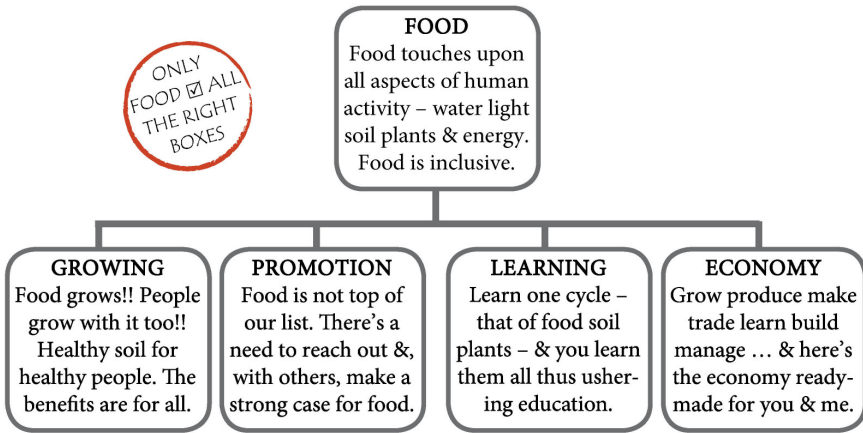 ONLY
FOOD ☑ ALL
THE RIGHT
BOXES
FOOD
Food touches upon
all aspects of human
activity – water light
soil plants & energy.
Food is inclusive.
GROWING
Food grows!! People
grow with it too!!
Healthy soil for
healthy people. The
benefits are for all.
PROMOTION
Food is not top of
our list. There's a
need to reach out &,
with others, make a
strong case for food.
LEARNING
Learn one cycle –
that of food soil
plants – & you learn
them all thus usher-
ing education.
ECONOMY
Grow produce make
trade learn build
manage … & here's
the economy ready-
made for you & me.